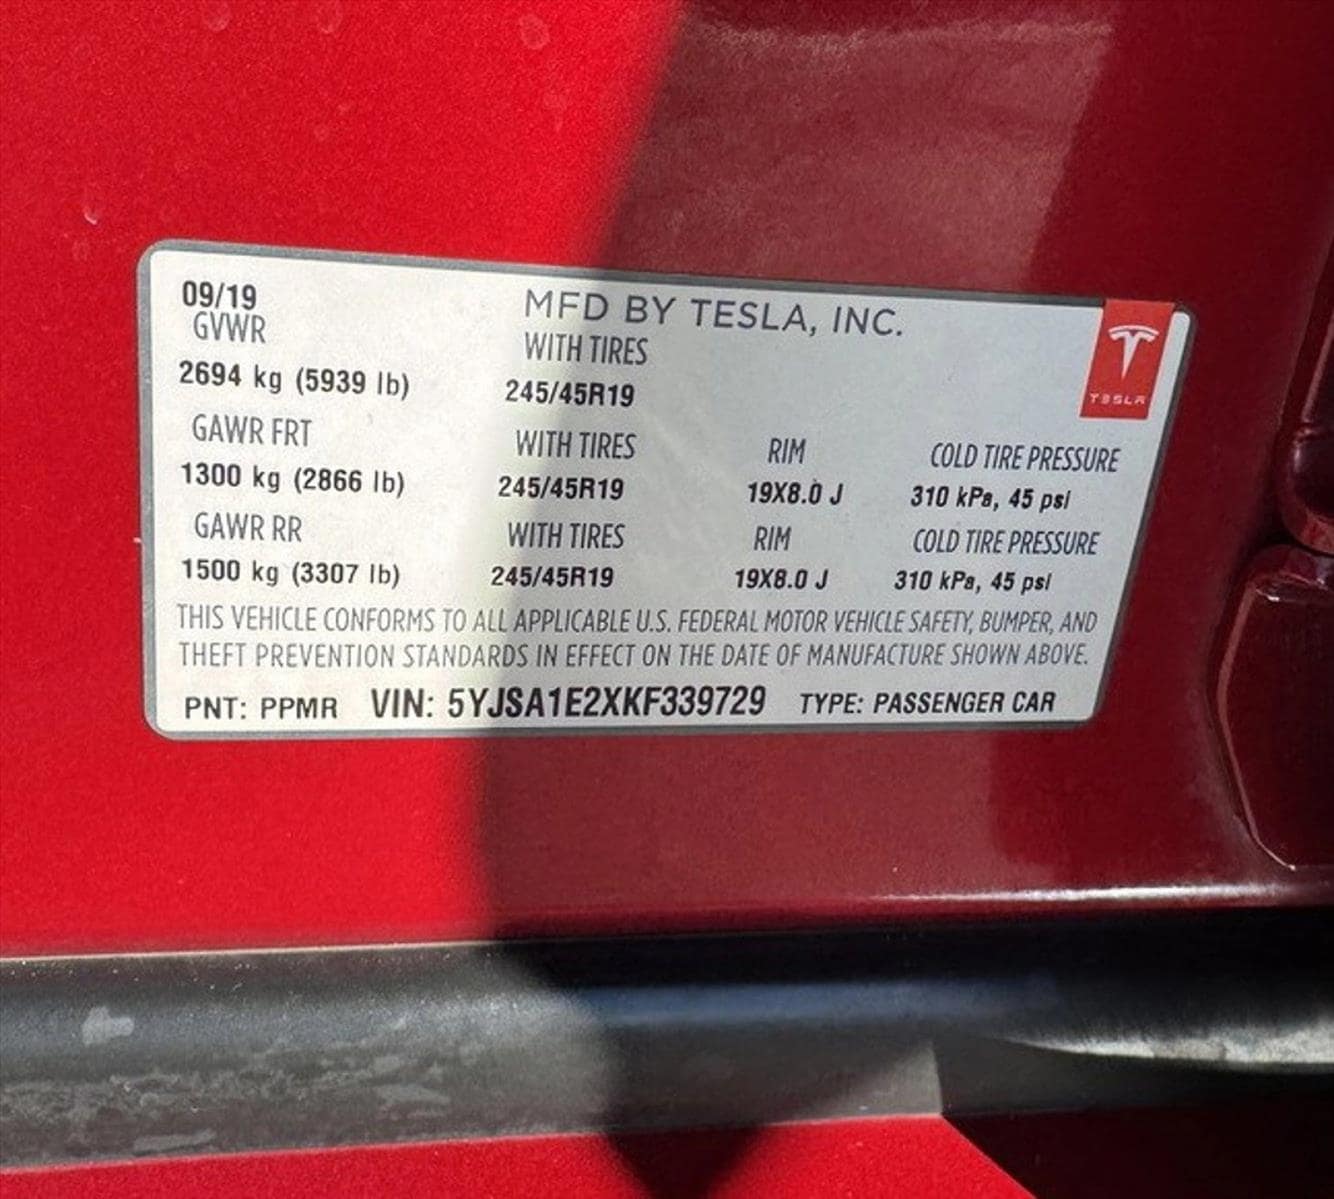 09/19 MFD BY TESLA, INC.
GVWR WITH TIRES
2694 kg (5939 lb) 245/45R19
TESLA
GAWR FRT WITH TIRES RIM COLD TIRE PRESSURE
1300 kg (2866 lb) 245/45R19 19X8.0 J 310 kPa, 45 psi
GAWR RR WITH TIRES RIM COLD TIRE PRESSURE
1500 kg (3307 lb) 245/45R19 19X8.0 J 310 kPa, 45 psi
THIS VEHICLE CONFORMS TO ALL APPLICABLE U.S. FEDERAL MOTOR VEHICLE SAFETY, BUMPER, AND
THEFT PREVENTION STANDARDS IN EFFECT ON THE DATE OF MANUFACTURE SHOWN ABOVE.
PNT: PPMR VIN: 5YJSA1E2XKF339729 TYPE: PASSENGER CAR